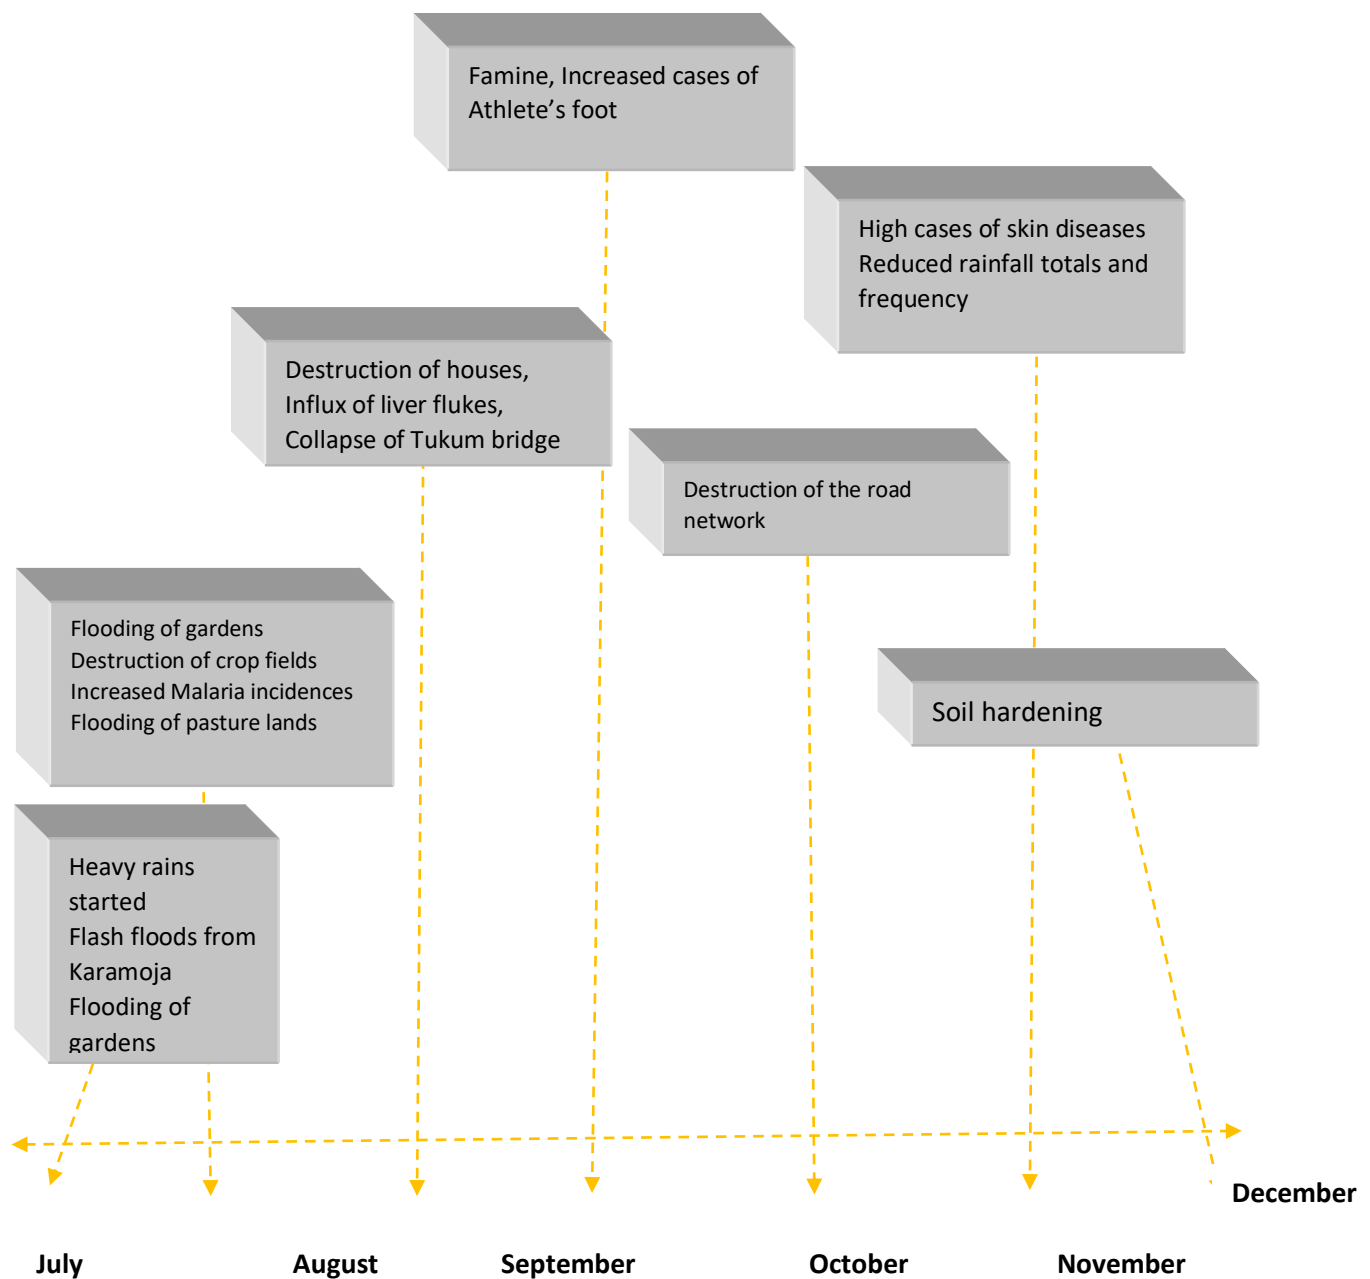 Famine, Increased cases of
Athlete’s foot
High cases of skin diseases
Reduced rainfall totals and
frequency
Destruction of houses,
Influx of liver flukes,
Collapse of Tukum bridge
Destruction of the road
network
Flooding of gardens
Destruction of crop fields
Increased Malaria incidences
Flooding of pasture lands
Soil hardening
Heavy rains
started
Flash floods from
Karamoja
Flooding of
gardens
December
July August September October November